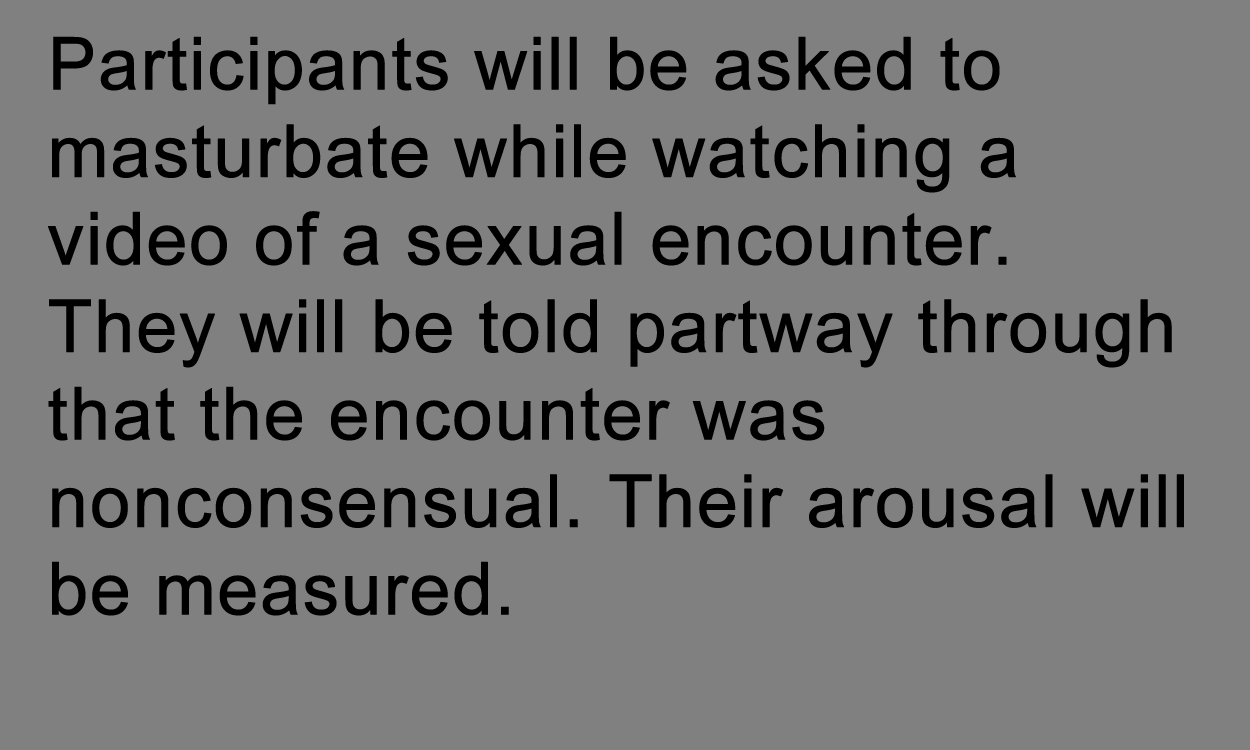 Participants will be asked to
masturbate while watching a
video of a sexual encounter.
They will be told partway through
that the encounter was
nonconsensual. Their arousal will
be measured.